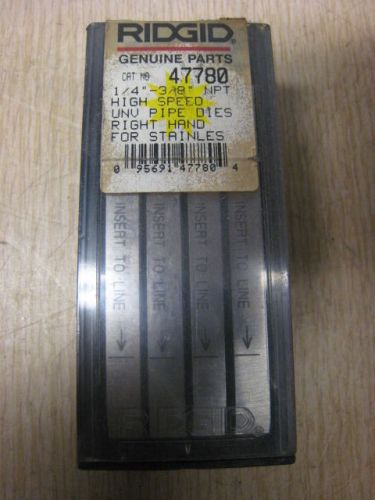 RIDGID®
GENUINE PARTS
CAT NO 47780
1/4"-3/8" NPT
HIGH SPEED
UNV PIPE DIES
RIGHT HAND
FOR STAINLES
0 95691 47780 4
INSERT TO LINE →
INSERT TO LINE →
INSERT TO LINE →
INSERT TO LINE →
RIDGID®